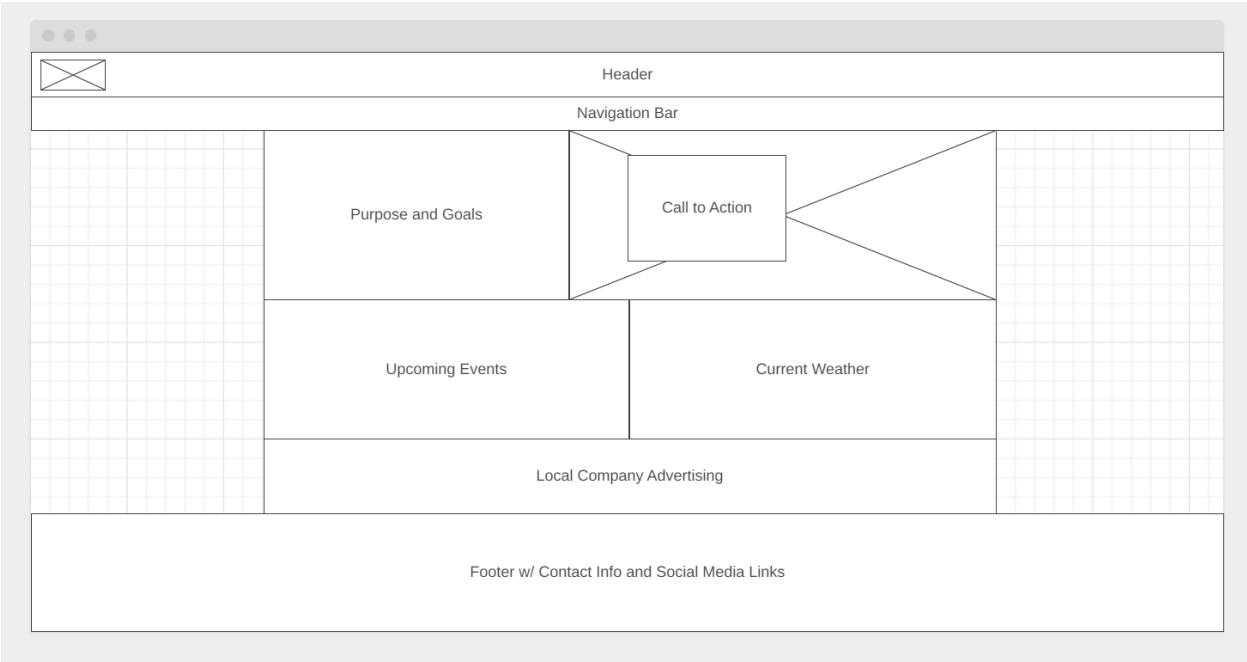 Header
Navigation Bar
Purpose and Goals
Call to Action
Upcoming Events
Current Weather
Local Company Advertising
Footer w/ Contact Info and Social Media Links